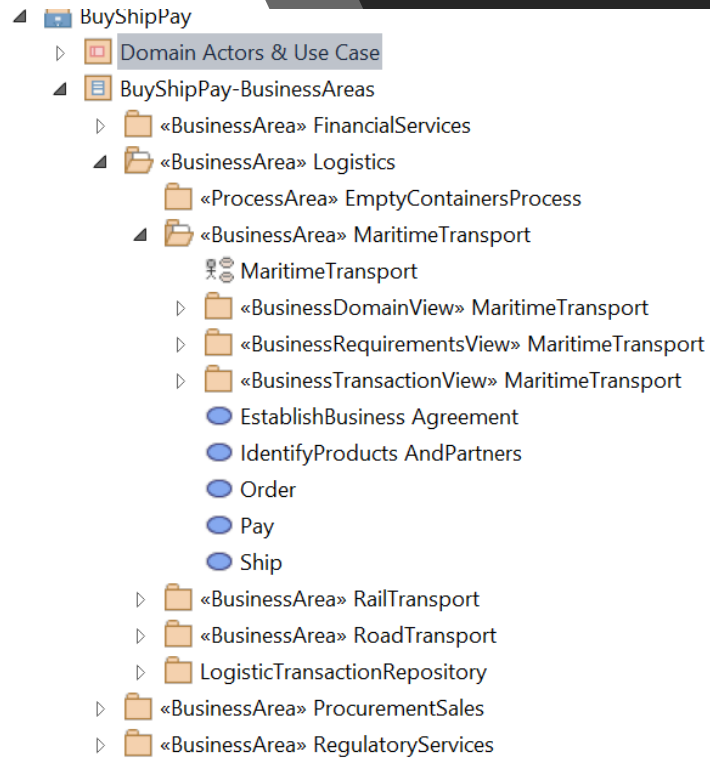 BuyShipPay
Domain Actors & Use Case
BuyShipPay-BusinessAreas
«BusinessArea» FinancialServices
«BusinessArea» Logistics
«ProcessArea» EmptyContainersProcess
«BusinessArea» MaritimeTransport
MaritimeTransport
«BusinessDomainView» MaritimeTransport
«BusinessRequirementsView» MaritimeTransport
«BusinessTransactionView» MaritimeTransport
EstablishBusiness Agreement
IdentifyProducts AndPartners
Order
Pay
Ship
«BusinessArea» RailTransport
«BusinessArea» RoadTransport
LogisticTransactionRepository
«BusinessArea» ProcurementSales
«BusinessArea» RegulatoryServices